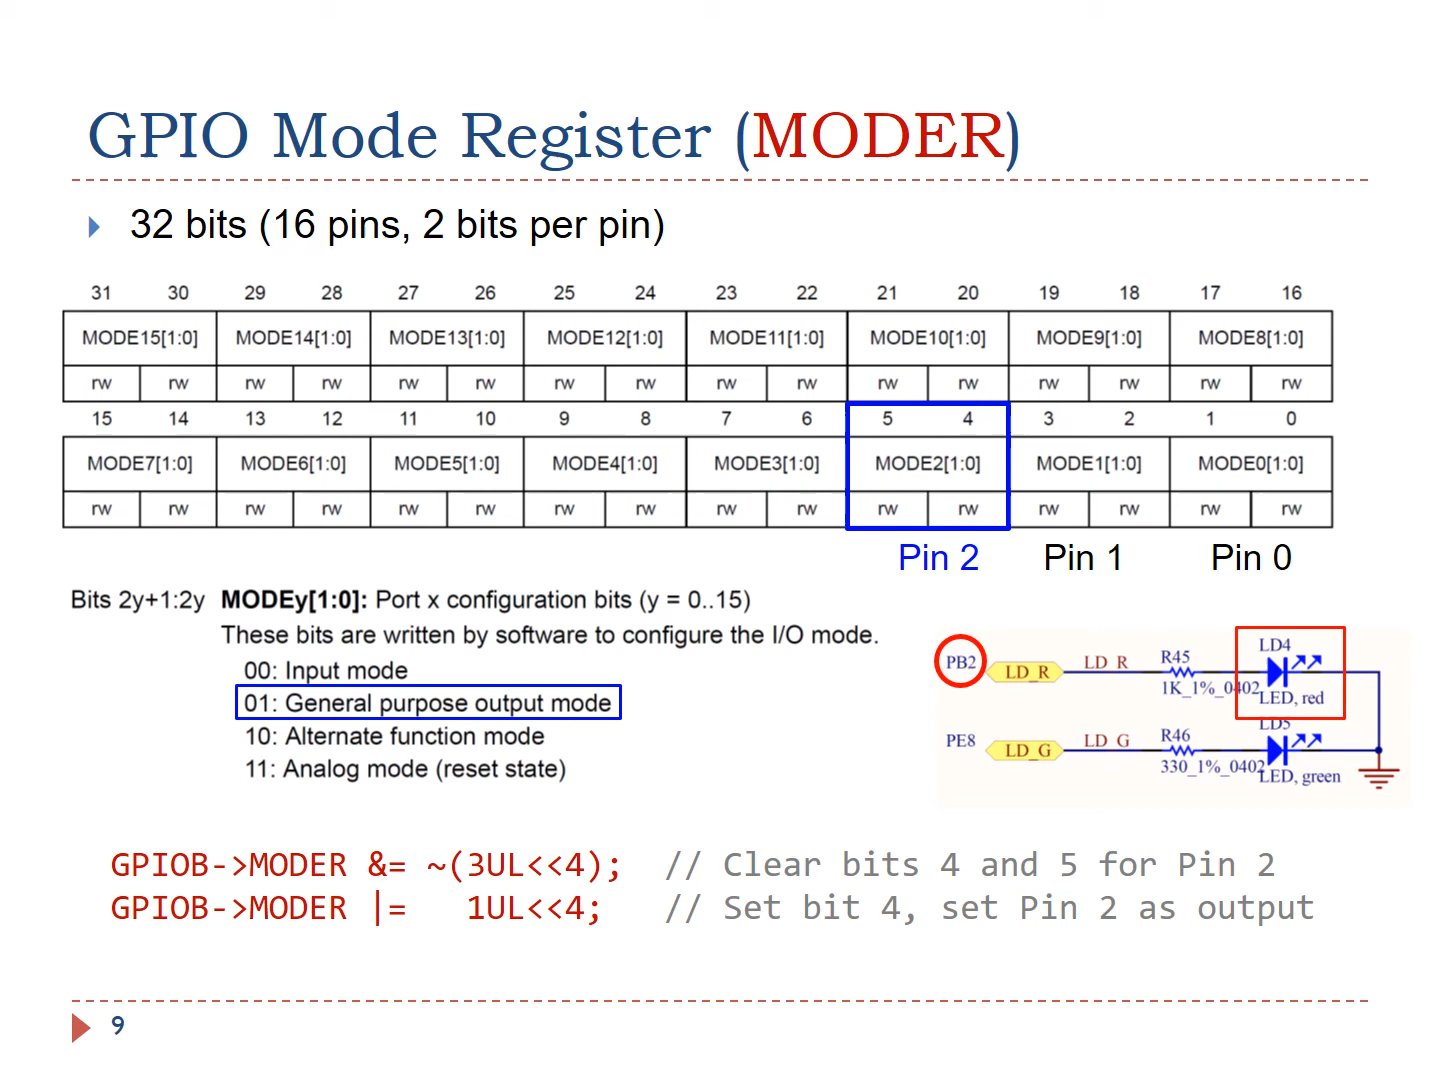 GPIO Mode Register (MODER)
32 bits (16 pins, 2 bits per pin)
31 30 29 28 27 26 25 24 23 22 21 20 19 18 17 16
MODE15[1:0] MODE14[1:0] MODE13[1:0] MODE12[1:0] MODE11[1:0] MODE10[1:0] MODE9[1:0] MODE8[1:0]
rw rw rw rw rw rw rw rw rw rw rw rw rw rw rw rw
15 14 13 12 11 10 9 8 7 6 5 4 3 2 1 0
MODE7[1:0] MODE6[1:0] MODE5[1:0] MODE4[1:0] MODE3[1:0] MODE2[1:0] MODE1[1:0] MODE0[1:0]
rw rw rw rw rw rw rw rw rw rw rw rw rw rw rw rw
Pin 2 Pin 1 Pin 0
Bits 2y+1:2y MODEy[1:0]: Port x configuration bits (y = 0..15)
These bits are written by software to configure the I/O mode.
00: Input mode
01: General purpose output mode
10: Alternate function mode
11: Analog mode (reset state)
LD4
PB2 LD_R LD_R R45
1K_1%_0402 LED, red
LD5
PE8 LD_G LD_G R46
330_1%_0402 LED, green
GPIOB->MODER &= ~(3UL<<4); // Clear bits 4 and 5 for Pin 2
GPIOB->MODER |= 1UL<<4; // Set bit 4, set Pin 2 as output
9